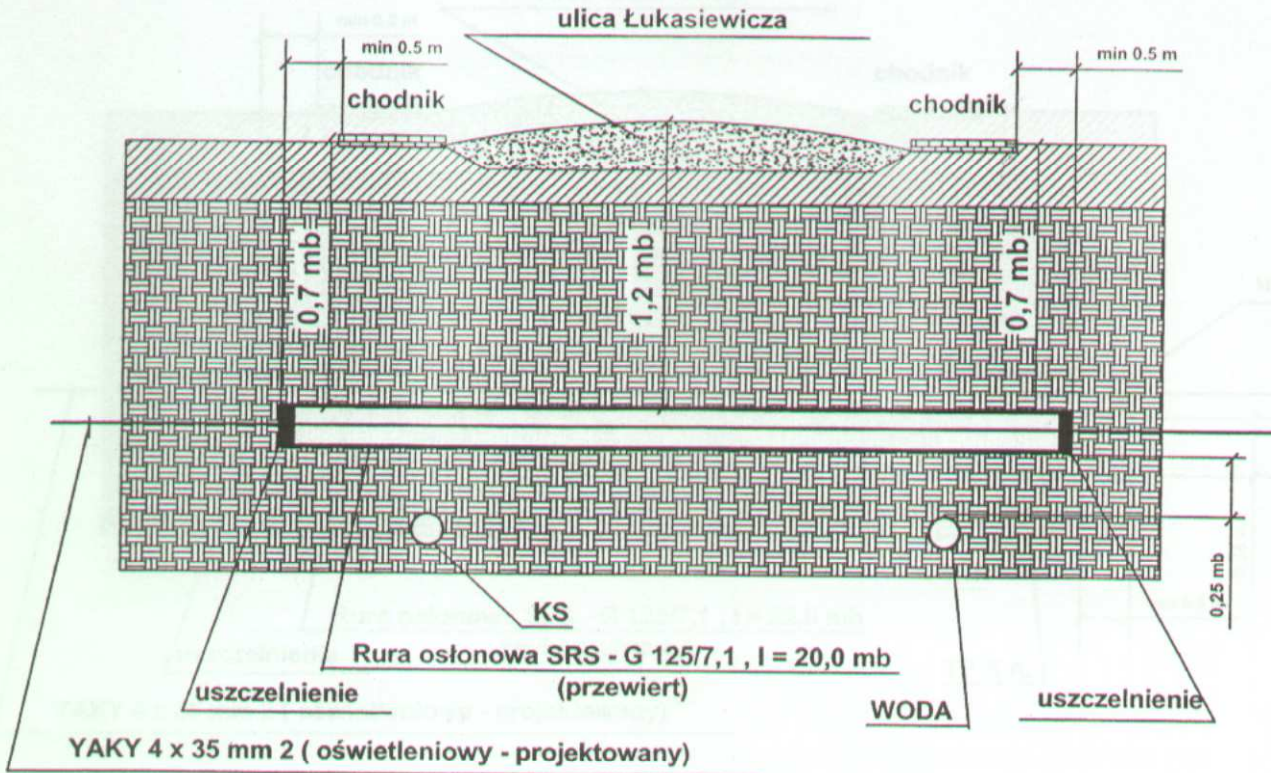 ulica Łukasiewicza
min 0.5 m
min 0.5 m
chodnik
chodnik
0,7 mb
1,2 mb
0,7 mb
0,25 mb
KS
Rura osłonowa SRS - G 125/7,1 , l = 20,0 mb
(przewiert)
uszczelnienie
WODA
uszczelnienie
YAKY 4 x 35 mm 2 ( oświetleniowy - projektowany)